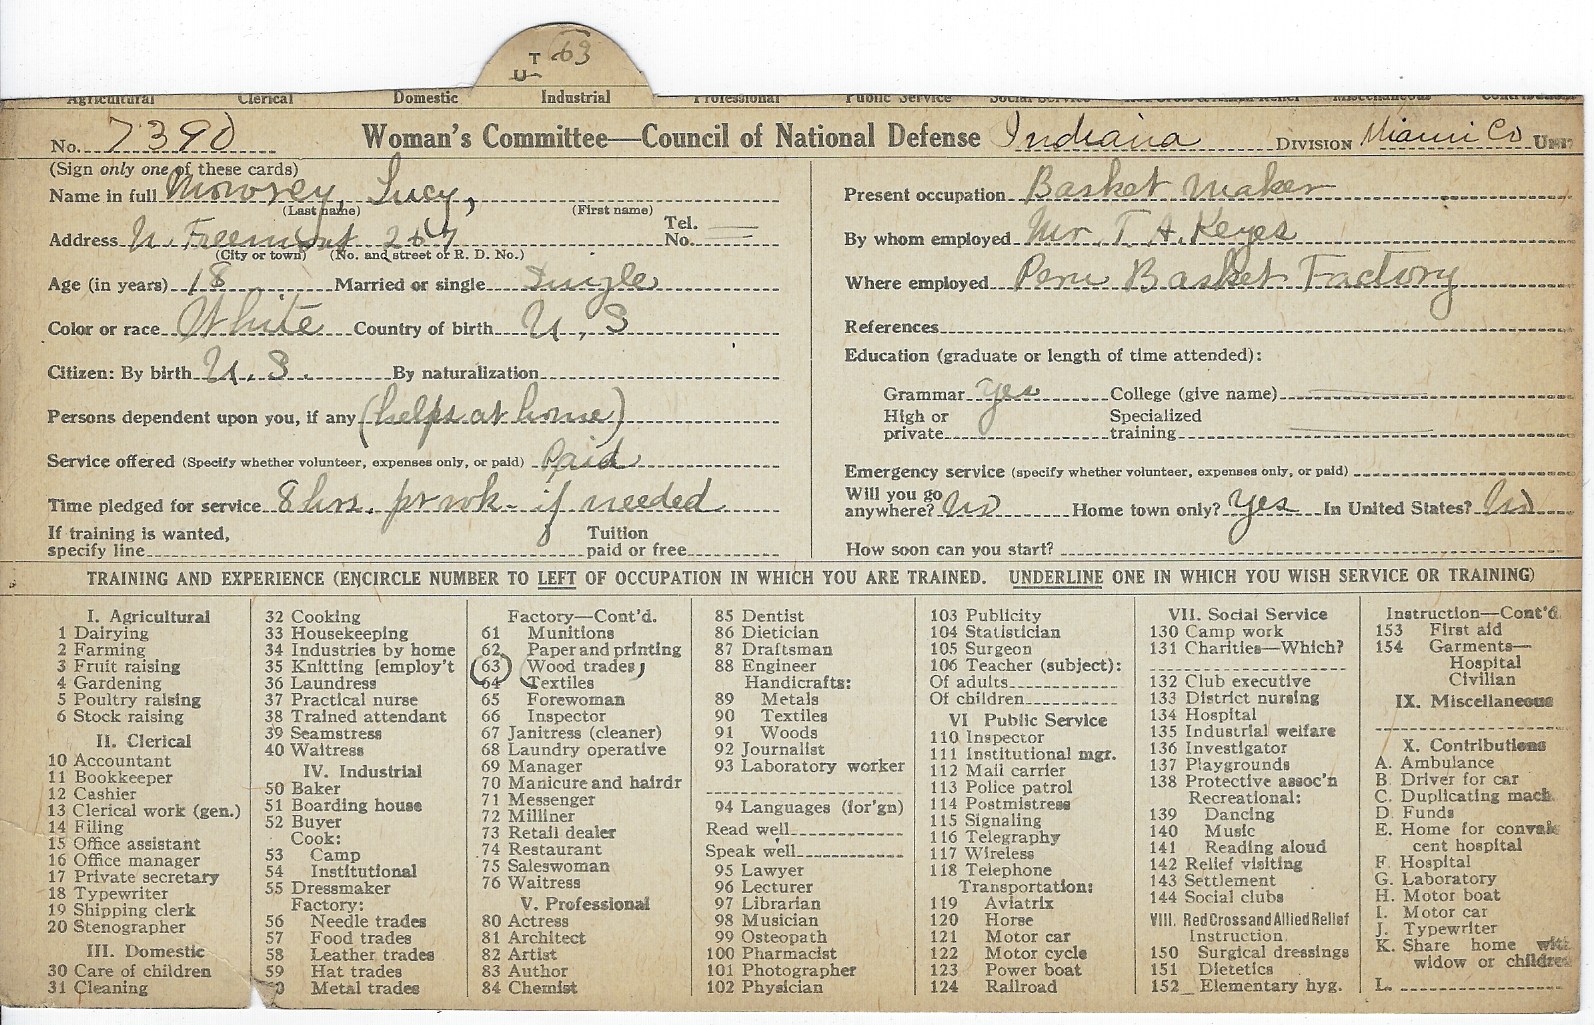 T 63
U
Agricultural Clerical Domestic Industrial Professional Public Service Social Service Miscellaneous
No. 7390 Woman's Committee—Council of National Defense Indiana DIVISION Miami Co UNIT
(Sign only one of these cards)
Name in full Mowrey, Lucy,
(Last name) (First name)
Address N. Freemont 267 Tel. No.
(City or town) (No. and street or R. D. No.)
Age (in years) 18 Married or single Single
Color or race White Country of birth U.S
Citizen: By birth U.S. By naturalization
Persons dependent upon you, if any (helps at home)
Service offered (Specify whether volunteer, expenses only, or paid) Paid
Time pledged for service 8 hrs. pr wk - if needed
If training is wanted, specify line Tuition paid or free
Present occupation Basket maker
By whom employed Mr. T. A. Keyes
Where employed Peru Basket Factory
References
Education (graduate or length of time attended):
Grammar yes College (give name)
High or private Specialized training
Emergency service (specify whether volunteer, expenses only, or paid)
Will you go anywhere? No Home town only? Yes In United States? No
How soon can you start?
TRAINING AND EXPERIENCE (ENCIRCLE NUMBER TO LEFT OF OCCUPATION IN WHICH YOU ARE TRAINED. UNDERLINE ONE IN WHICH YOU WISH SERVICE OR TRAINING)
I. Agricultural
1 Dairying
2 Farming
3 Fruit raising
4 Gardening
5 Poultry raising
6 Stock raising
II. Clerical
10 Accountant
11 Bookkeeper
12 Cashier
13 Clerical work (gen.)
14 Filing
15 Office assistant
16 Office manager
17 Private secretary
18 Typewriter
19 Shipping clerk
20 Stenographer
III. Domestic
30 Care of children
31 Cleaning
32 Cooking
33 Housekeeping
34 Industries by home
35 Knitting [employ't
36 Laundress
37 Practical nurse
38 Trained attendant
39 Seamstress
40 Waitress
IV. Industrial
50 Baker
51 Boarding house
52 Buyer
Cook:
53 Camp
54 Institutional
55 Dressmaker
Factory:
56 Needle trades
57 Food trades
58 Leather trades
59 Hat trades
0 Metal trades
Factory—Cont'd.
61 Munitions
62 Paper and printing
63 Wood trades
64 Textiles
65 Forewoman
66 Inspector
67 Janitress (cleaner)
68 Laundry operative
69 Manager
70 Manicure and hairdr
71 Messenger
72 Milliner
73 Retail dealer
74 Restaurant
75 Saleswoman
76 Waitress
V. Professional
80 Actress
81 Architect
82 Artist
83 Author
84 Chemist
85 Dentist
86 Dietician
87 Draftsman
88 Engineer
Handicrafts:
89 Metals
90 Textiles
91 Woods
92 Journalist
93 Laboratory worker
94 Languages (for'gn)
Read well
Speak well
95 Lawyer
96 Lecturer
97 Librarian
98 Musician
99 Osteopath
100 Pharmacist
101 Photographer
102 Physician
103 Publicity
104 Statistician
105 Surgeon
106 Teacher (subject):
Of adults
Of children
VI Public Service
110 Inspector
111 Institutional mgr.
112 Mail carrier
113 Police patrol
114 Postmistress
115 Signaling
116 Telegraphy
117 Wireless
118 Telephone
Transportation:
119 Aviatrix
120 Horse
121 Motor car
122 Motor cycle
123 Power boat
124 Railroad
VII. Social Service
130 Camp work
131 Charities—Which?
132 Club executive
133 District nursing
134 Hospital
135 Industrial welfare
136 Investigator
137 Playgrounds
138 Protective assoc'n
Recreational:
139 Dancing
140 Music
141 Reading aloud
142 Relief visiting
143 Settlement
144 Social clubs
VIII. Red Cross and Allied Relief
Instruction
150 Surgical dressings
151 Dietetics
152 Elementary hyg.
Instruction—Cont'd.
153 First aid
154 Garments—
Hospital
Civilian
IX. Miscellaneous
X. Contributions
A. Ambulance
B. Driver for car
C. Duplicating mach.
D. Funds
E. Home for convales
cent hospital
F. Hospital
G. Laboratory
H. Motor boat
I. Motor car
J. Typewriter
K. Share home with
widow or children
L.